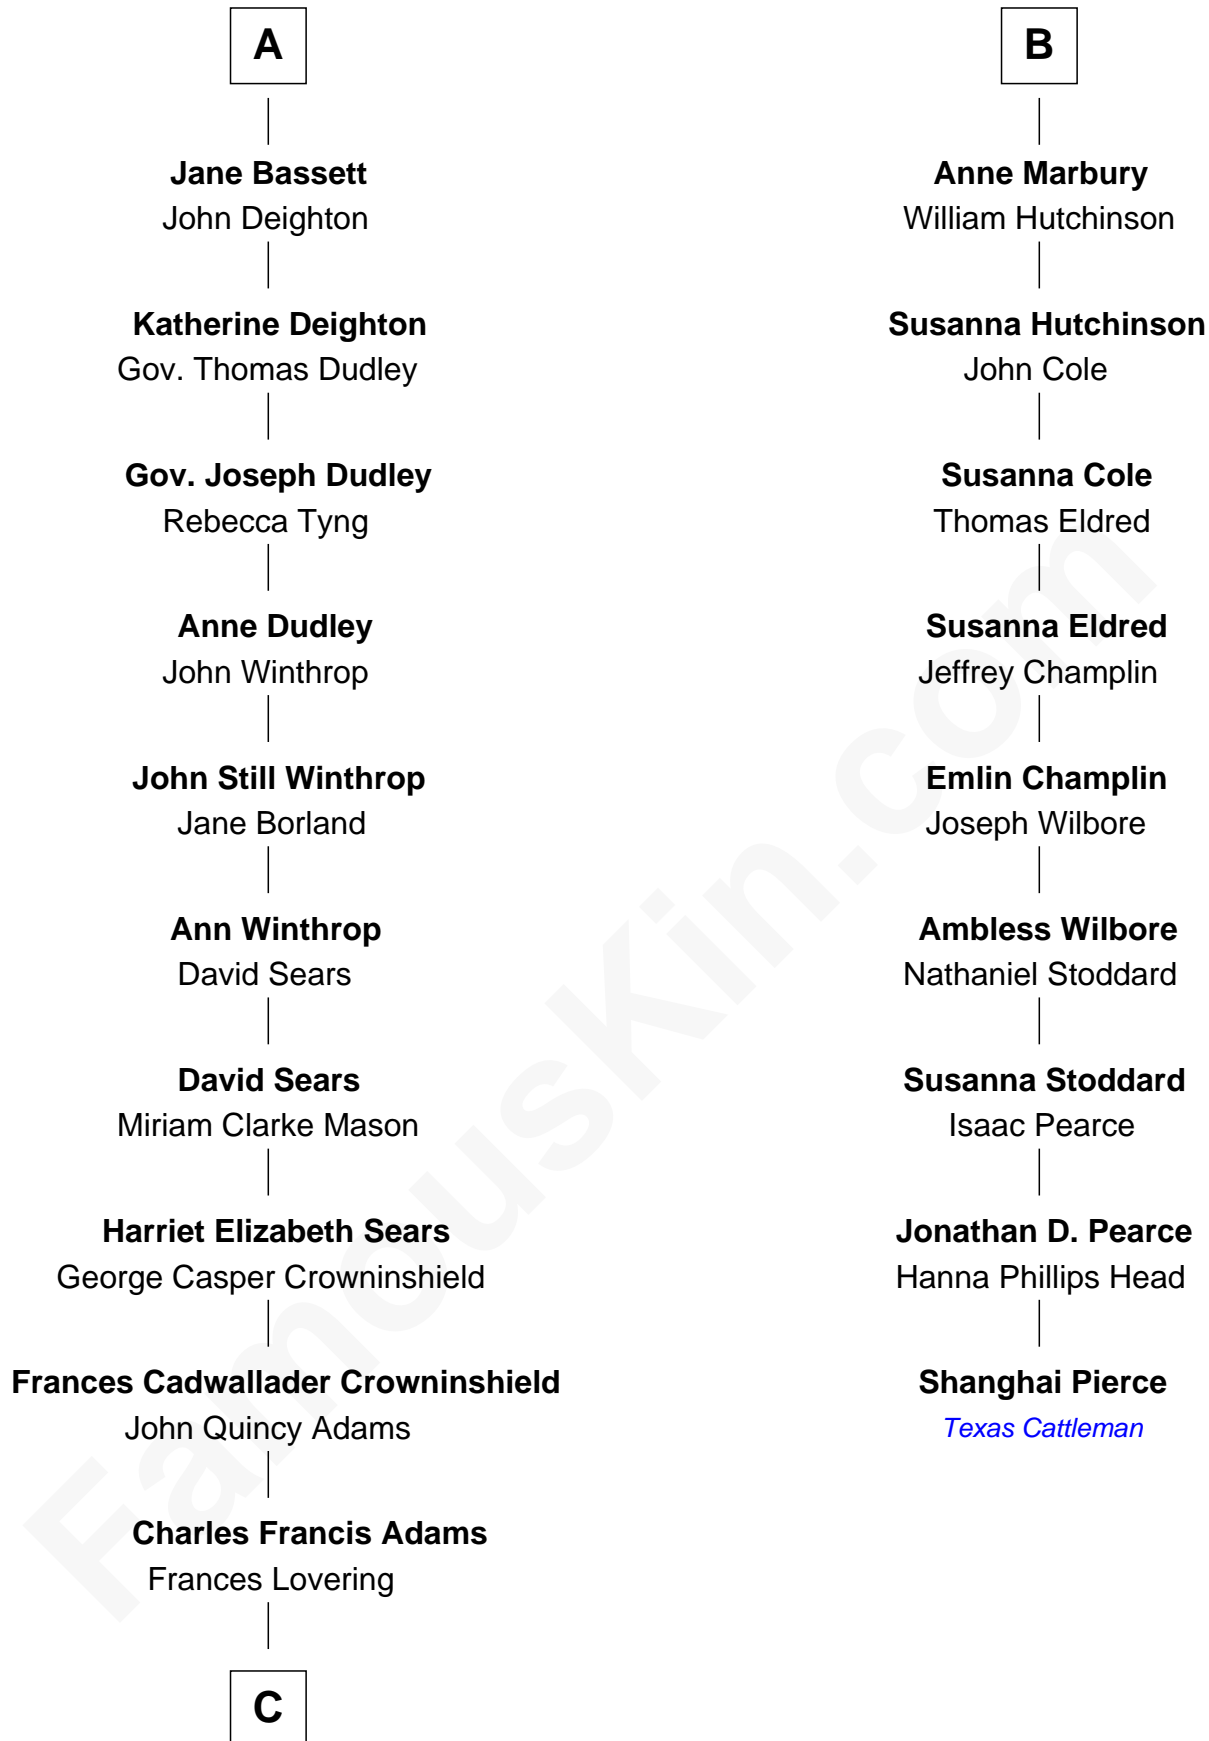 A
Jane Bassett
John Deighton
Katherine Deighton
Gov. Thomas Dudley
Gov. Joseph Dudley
Rebecca Tyng
Anne Dudley
John Winthrop
John Still Winthrop
Jane Borland
Ann Winthrop
David Sears
David Sears
Miriam Clarke Mason
Harriet Elizabeth Sears
George Casper Crowninshield
Frances Cadwallader Crowninshield
John Quincy Adams
Charles Francis Adams
Frances Lovering
C
B
Anne Marbury
William Hutchinson
Susanna Hutchinson
John Cole
Susanna Cole
Thomas Eldred
Susanna Eldred
Jeffrey Champlin
Emlin Champlin
Joseph Wilbore
Ambless Wilbore
Nathaniel Stoddard
Susanna Stoddard
Isaac Pearce
Jonathan D. Pearce
Hanna Phillips Head
Shanghai Pierce
Texas Cattleman
FamousKin.com